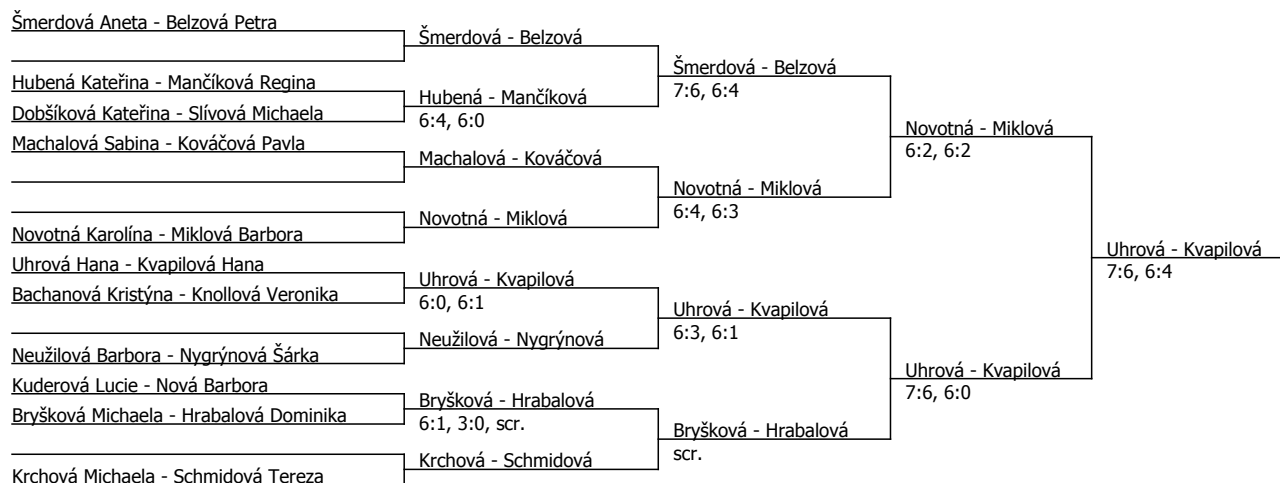 Šmerdová Aneta - Belzová Petra
Šmerdová - Belzová
Šmerdová - Belzová
7:6, 6:4
Hubená Kateřina - Mančíková Regina
Hubená - Mančíková
6:4, 6:0
Dobšíková Kateřina - Slívová Michaela
Novotná - Miklová
6:2, 6:2
Machalová Sabina - Kováčová Pavla
Machalová - Kováčová
Novotná - Miklová
6:4, 6:3
Novotná - Miklová
Novotná Karolína - Miklová Barbora
Uhrová - Kvapilová
7:6, 6:4
Uhrová Hana - Kvapilová Hana
Uhrová - Kvapilová
6:0, 6:1
Bachanová Kristýna - Knollová Veronika
Uhrová - Kvapilová
6:3, 6:1
Neužilová - Nygrýnová
Neužilová Barbora - Nygrýnová Šárka
Uhrová - Kvapilová
7:6, 6:0
Kuderová Lucie - Nová Barbora
Bryšková - Hrabalová
6:1, 3:0, scr.
Bryšková Michaela - Hrabalová Dominika
Bryšková - Hrabalová
scr.
Krchová - Schmidová
Krchová Michaela - Schmidová Tereza